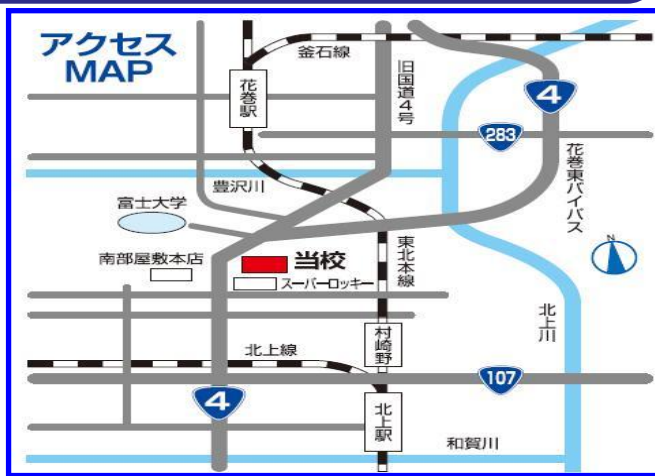 アクセス
MAP
釜石線
花巻駅
旧国道4号
4
283
花巻東バイパス
豊沢川
富士大学
N
南部屋敷本店
当校
スーパーロッキー
東北本線
北上川
村崎野
北上線
107
4
北上駅
和賀川